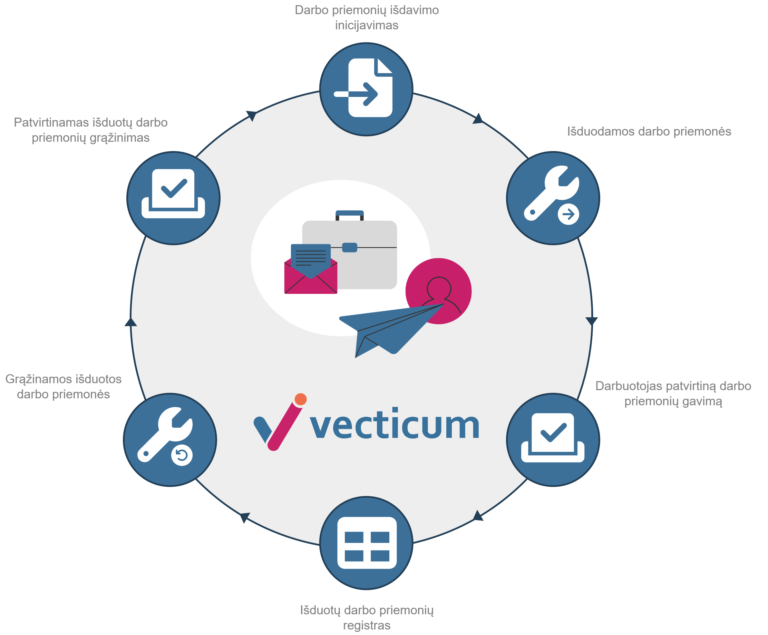 Darbo priemonių išdavimo
inicijavimas
Patvirtinamas išduotų darbo
priemonių grąžinimas
Išduodamos darbo priemonės
Grąžinamos išduotos
darbo priemonės
Darbuotojas patvirtiną darbo
priemonių gavimą
vecticum
Išduotų darbo priemonių
registras